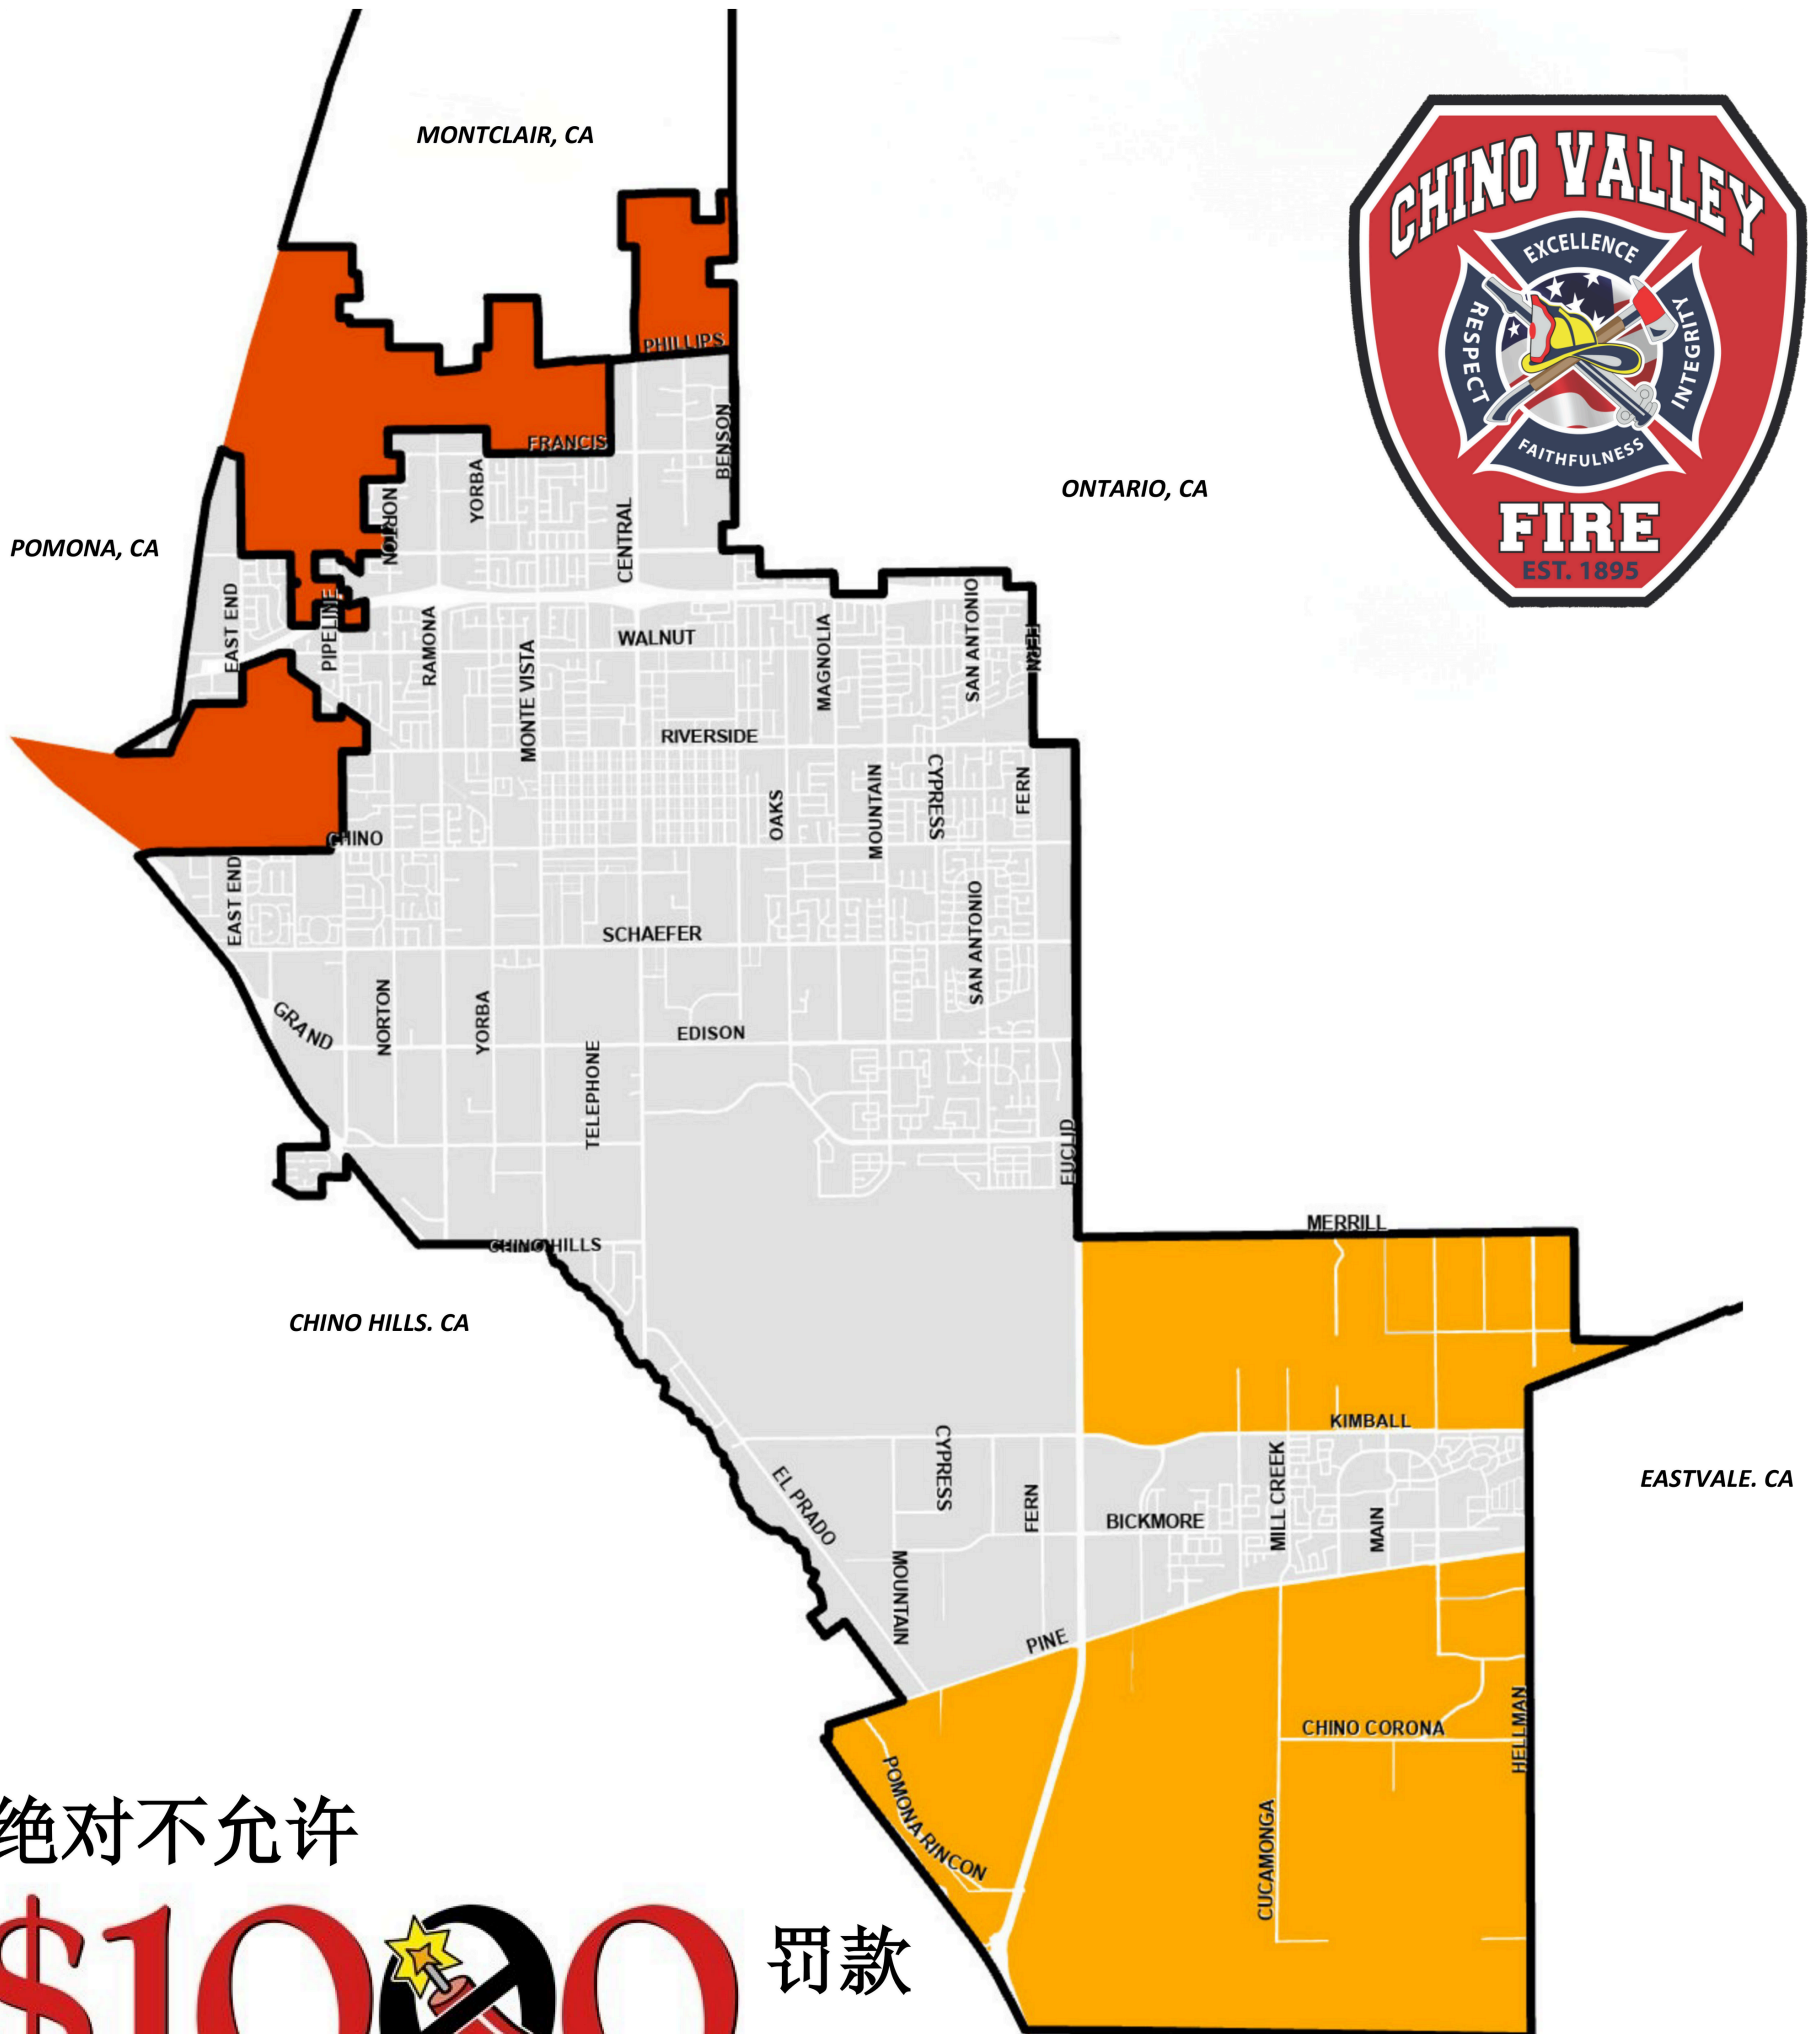 MONTCLAIR, CA
CHINO VALLEY
EXCELLENCE
RESPECT
INTEGRITY
FAITHFULNESS
FIRE
EST. 1895
PHILLIPS
FRANCIS
BENSON
YORBA
NORTON
CENTRAL
ONTARIO, CA
POMONA, CA
EAST END
PIPELINE
RAMONA
WALNUT
MONTE VISTA
MAGNOLIA
SAN ANTONIO
FERN
RIVERSIDE
OAKS
MOUNTAIN
CYPRESS
FERN
CHINO
EAST END
SCHAEFER
SAN ANTONIO
GRAND
NORTON
YORBA
EDISON
TELEPHONE
EUCLID
MERRILL
CHINO HILLS
CHINO HILLS. CA
KIMBALL
CYPRESS
EL PRADO
FERN
BICKMORE
MILL CREEK
MAIN
EASTVALE. CA
MOUNTAIN
PINE
HELLMAN
CHINO CORONA
POMONA RINCON
CUCAMONGA
绝对不允许
$1000
罚款